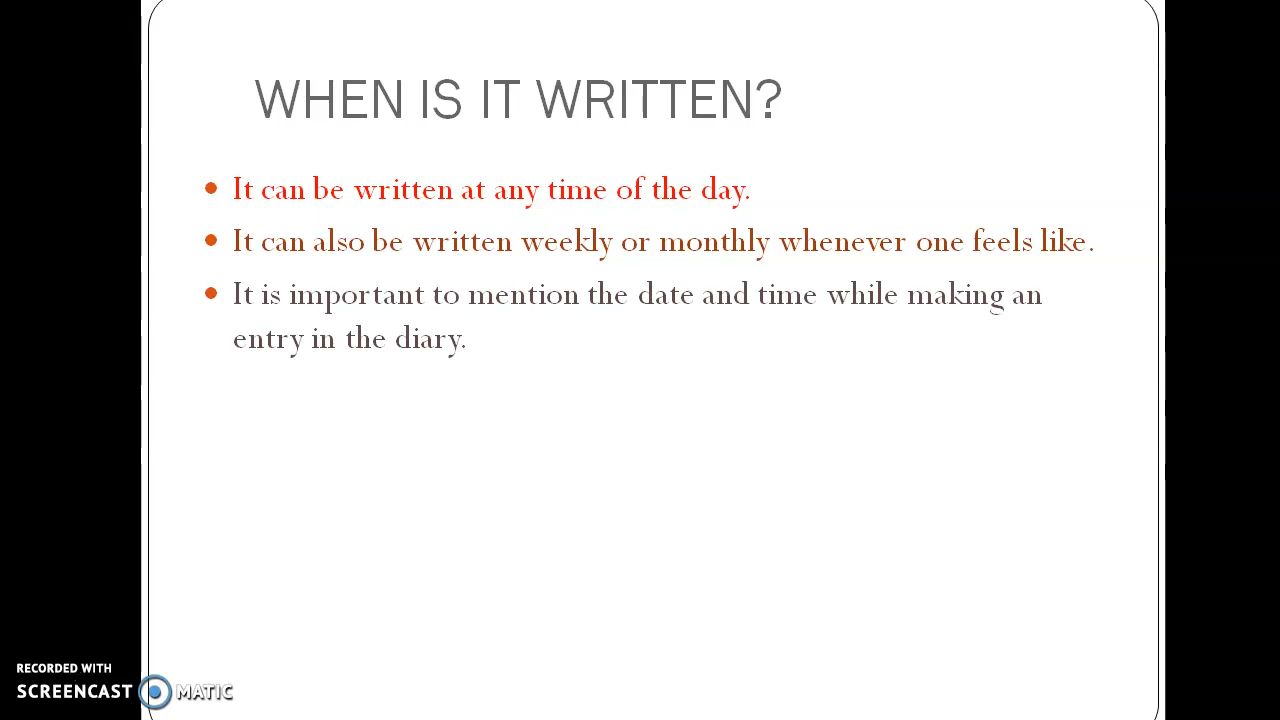 WHEN IS IT WRITTEN?
It can be written at any time of the day.
It can also be written weekly or monthly whenever one feels like.
It is important to mention the date and time while making an
entry in the diary.
RECORDED WITH
SCREENCAST MATIC